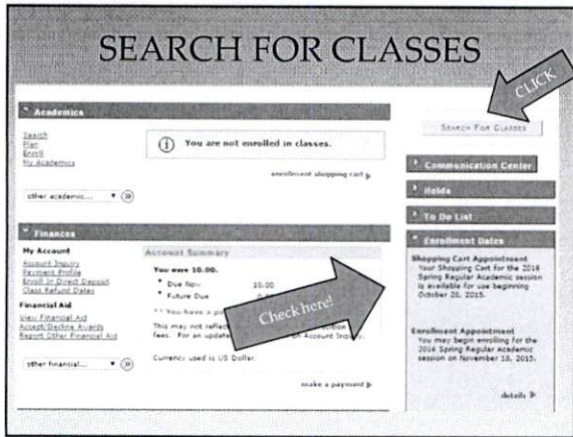 SEARCH FOR CLASSES
CLICK
Academics
Search
Plan
Enroll
My Academics
You are not enrolled in classes.
enrollment shopping cart
other academic...
SEARCH FOR CLASSES
Communication Center
Holds
To Do List
Enrollment Dates
Shopping Cart Appointment
Your Shopping Cart for the 2016
Spring Regular Academic
session
is available for use beginning
October 20, 2015.
Enrollment Appointment
You may begin enrolling for the
2016 Spring Regular Academic
session on November 18, 2015.
details
Finances
My Account
Account Inquiry
Payment Profile
Enroll In Direct Deposit
Class Refund Dates
Financial Aid
View Financial Aid
Accept/Decline Awards
Report Other Financial Aid
other financial...
Account Summary
You owe 10.00.
Due Now 10.00
Future Due
** You have a
Check here!
This may not reflect
fees. For an updated Account Inquiry.
Currency used is US Dollar.
make a payment